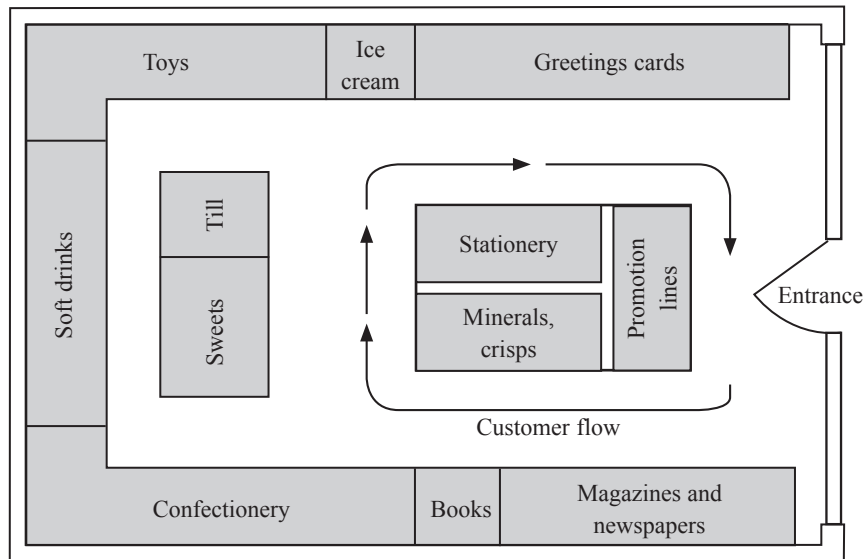 Toys
Ice
cream
Greetings cards
Till
Stationery
Promotion
lines
Entrance
Soft drinks
Sweets
Minerals,
crisps
Customer flow
Confectionery
Books
Magazines and
newspapers